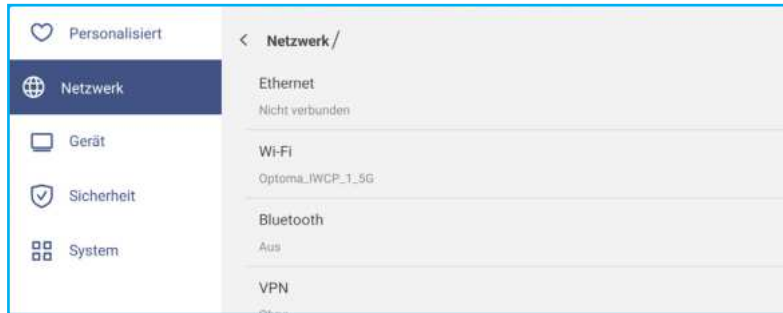 Personalisiert
Netzwerk
Gerät
Sicherheit
System
< Netzwerk /
Ethernet
Nicht verbunden
Wi-Fi
Optoma_IWCP_1_5G
Bluetooth
Aus
VPN